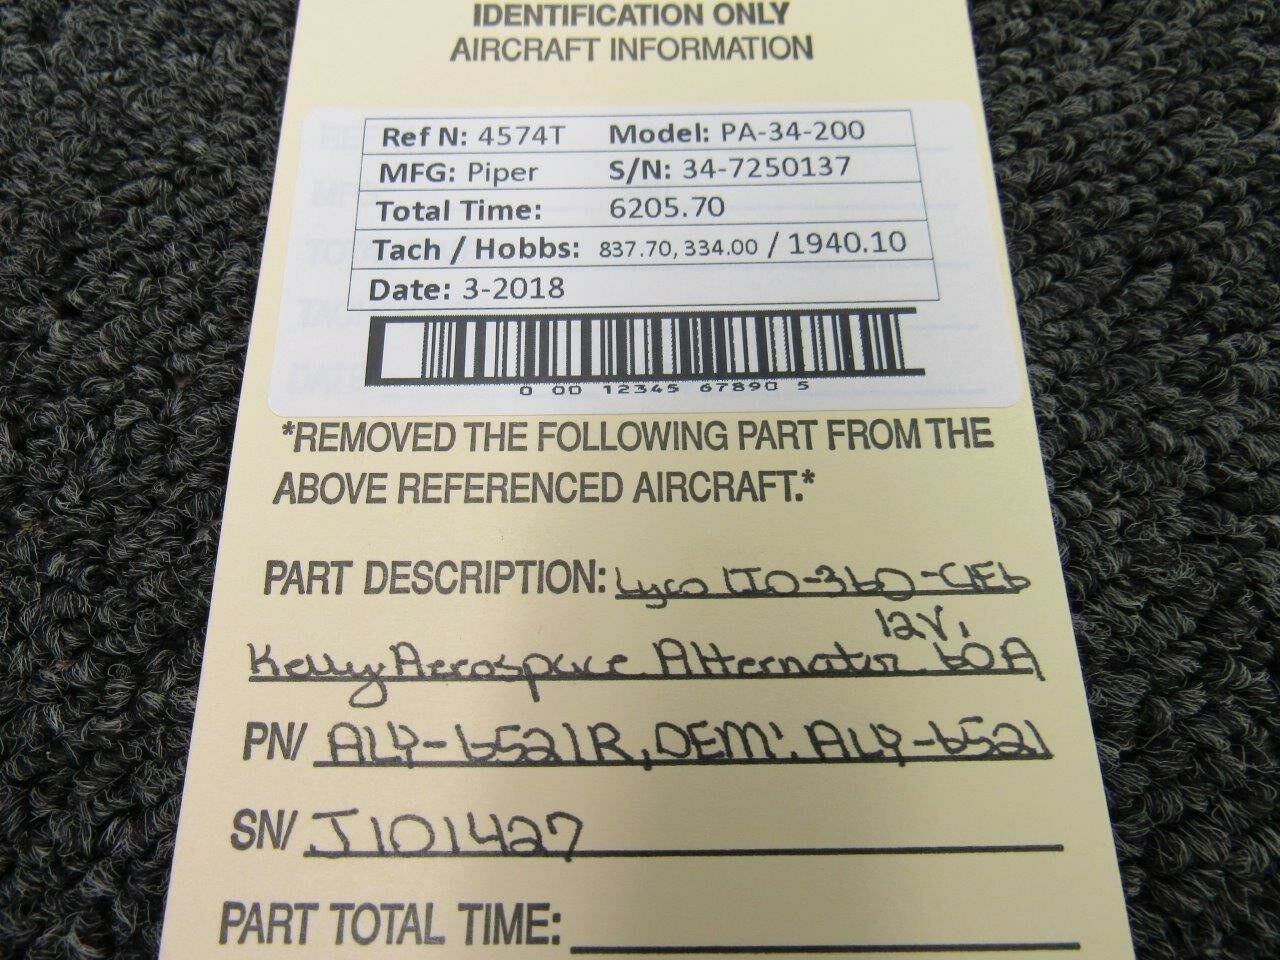 IDENTIFICATION ONLY
AIRCRAFT INFORMATION
Ref N: 4574T Model: PA-34-200
MFG: Piper S/N: 34-7250137
Total Time: 6205.70
Tach / Hobbs: 837.70, 334.00 / 1940.10
Date: 3-2018
0 00 12345 67890 5
*REMOVED THE FOLLOWING PART FROM THE
ABOVE REFERENCED AIRCRAFT.*
PART DESCRIPTION: Lyco LIO-360-C1E6
12V,
Kelly Aerospace Alternator 60A
PN/ ALY-6521R, OEM: ALY-6521
SN/ J101427
PART TOTAL TIME: